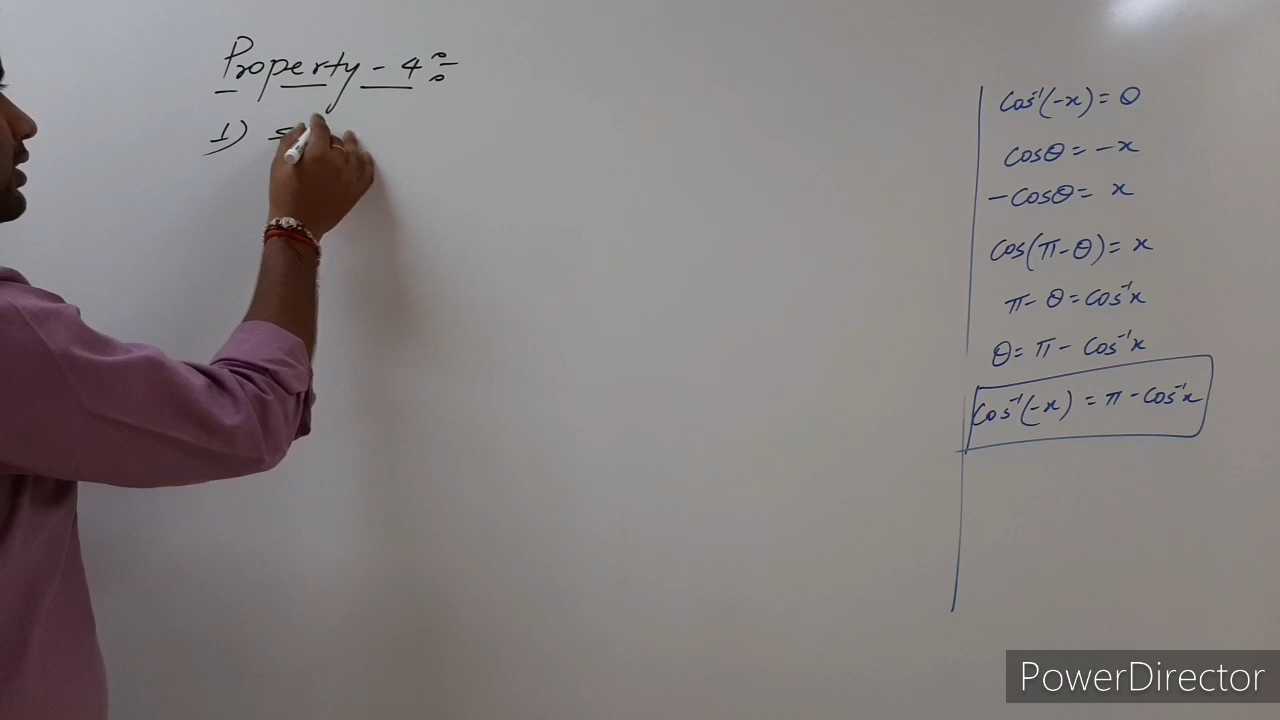 Property - 4 :-
1) s
cos⁻¹(-x) = θ
cosθ = -x
-cosθ = x
cos(π-θ) = x
π - θ = cos⁻¹x
θ = π - cos⁻¹x
cos⁻¹(-x) = π - cos⁻¹x
PowerDirector